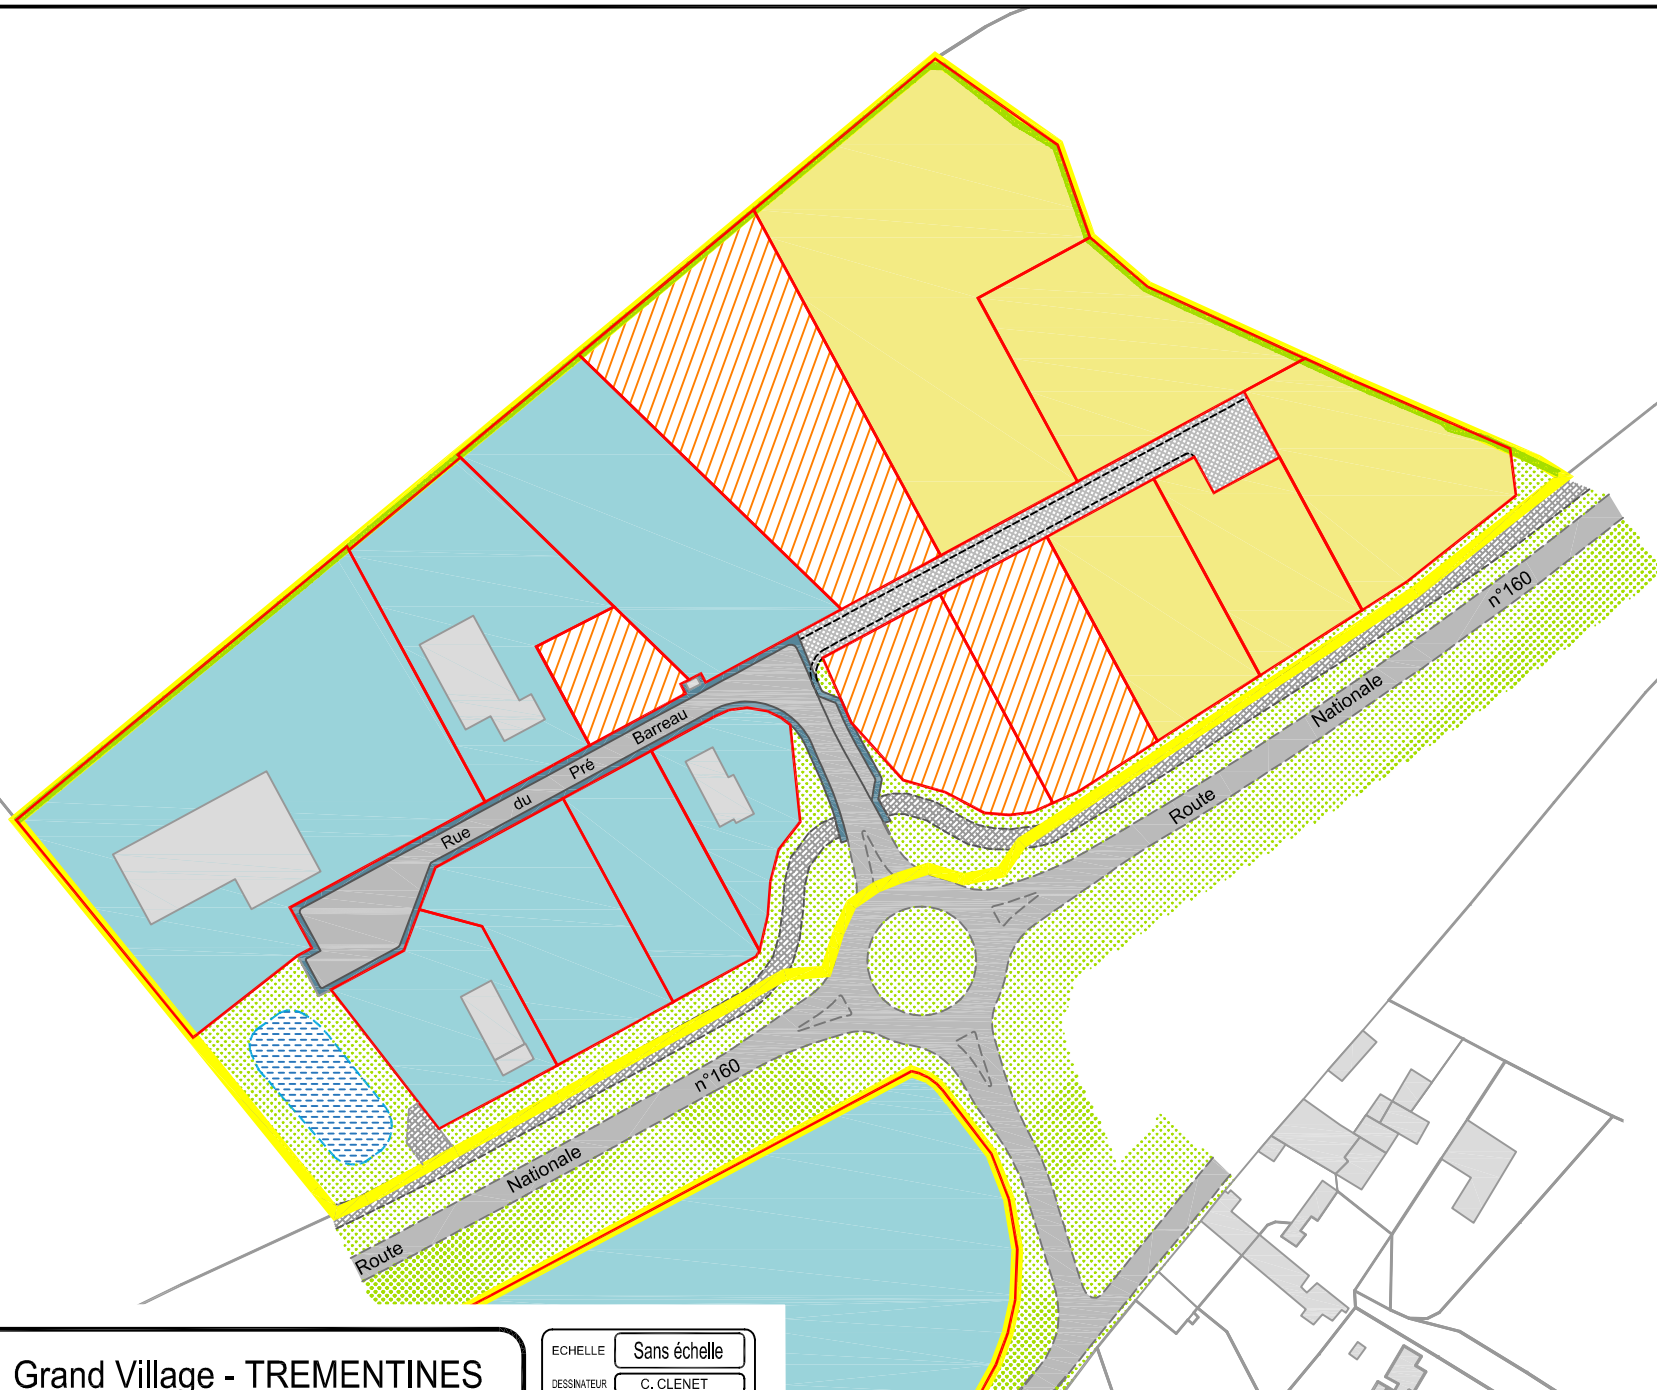 n°160
Nationale
Route
Rue du Pré Barreau
n°160
Nationale
Route
Grand Village - TREMENTINES
ECHELLE Sans échelle
DESSINATEUR C. CLENET